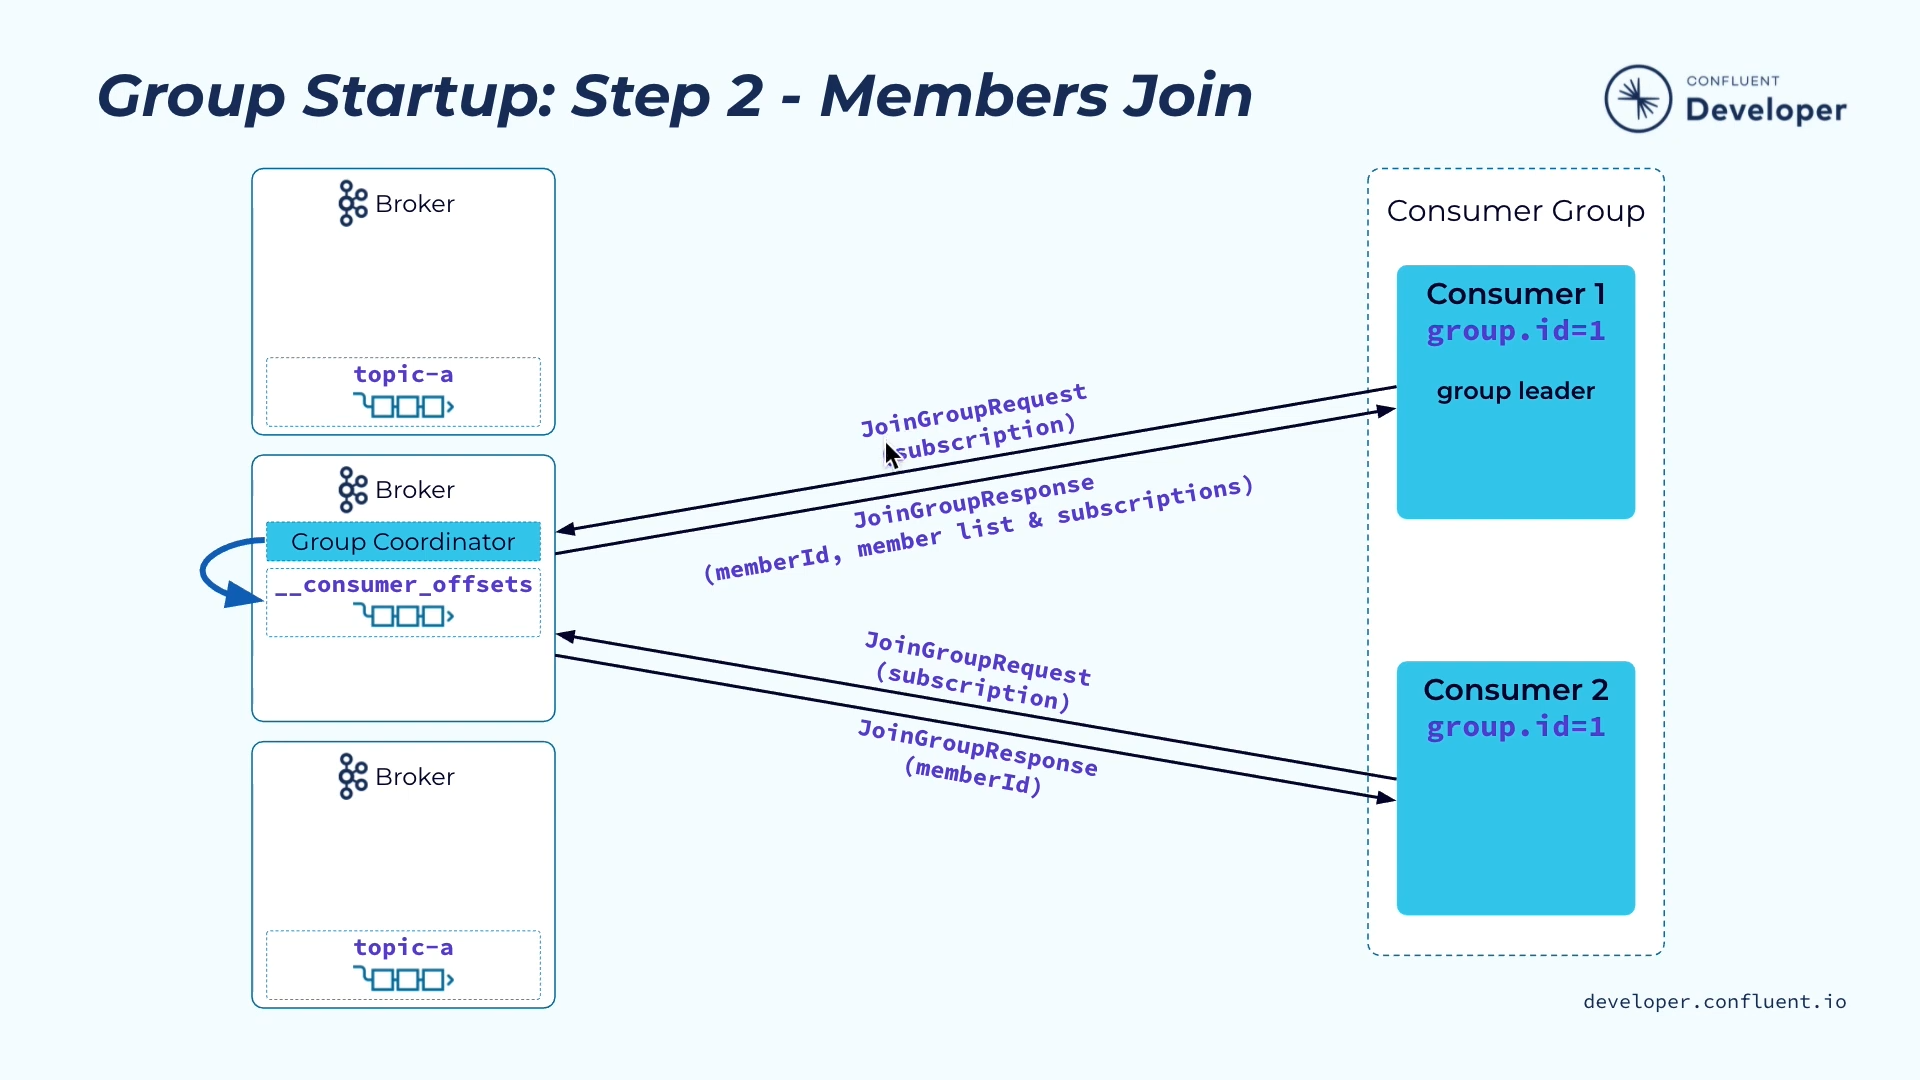 Group Startup: Step 2 - Members Join
CONFLUENT
Developer
Broker
topic-a
Broker
Group Coordinator
__consumer_offsets
Broker
topic-a
JoinGroupRequest
(subscription)
JoinGroupResponse
(memberId, member list & subscriptions)
JoinGroupRequest
(subscription)
JoinGroupResponse
(memberId)
Consumer Group
Consumer 1
group.id=1
group leader
Consumer 2
group.id=1
developer.confluent.io